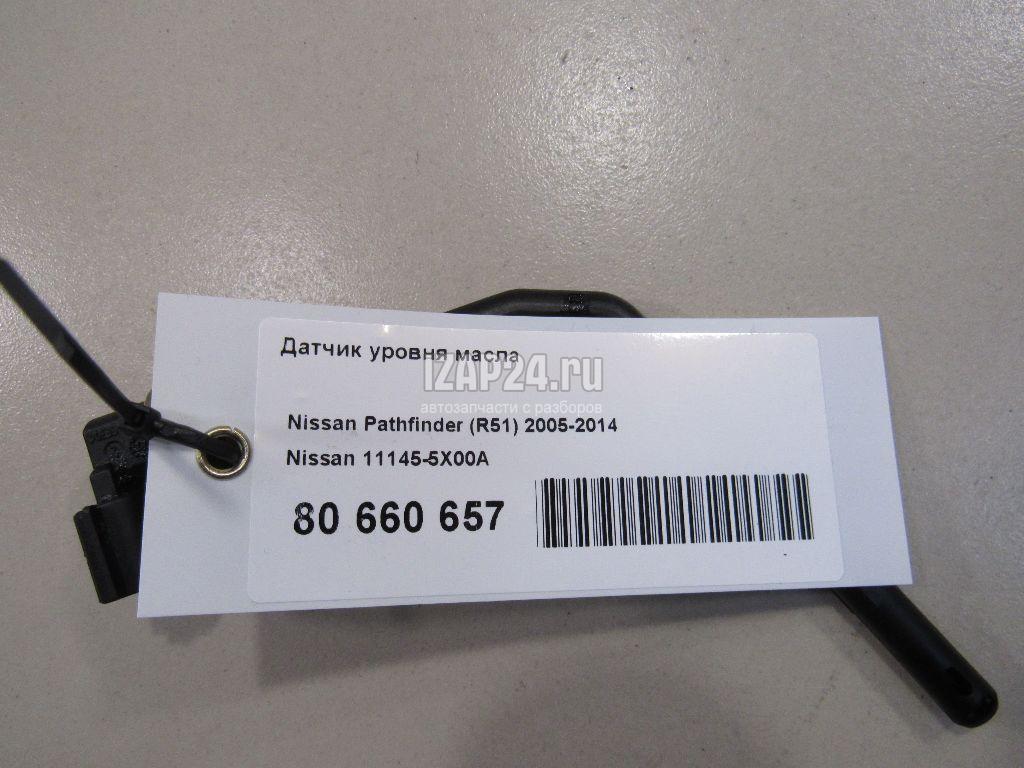 Датчик уровня масла
IZAP24.ru
автозапчасти с разборов
Nissan Pathfinder (R51) 2005-2014
Nissan 11145-5X00A
80 660 657